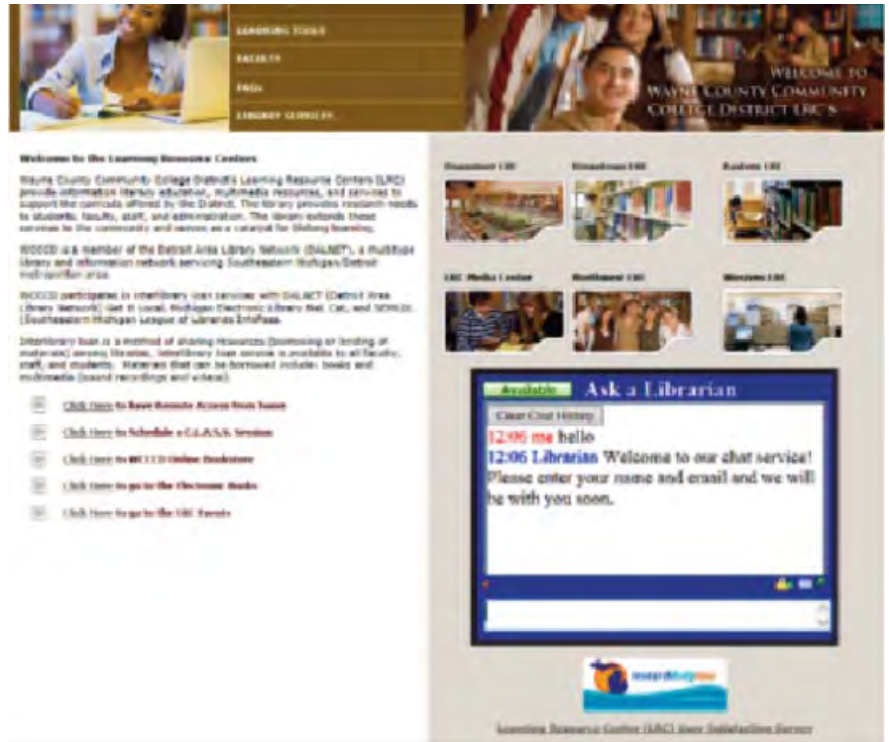 LEARNING TOOLS
FACULTY
FAQs
LIBRARY SERVICES
WELCOME TO
WAYNE COUNTY COMMUNITY
COLLEGE DISTRICT LRC'S
Welcome to the Learning Resource Centers
Wayne County Community College District's Learning Resource Centers (LRC)
provide information literacy education, multimedia resources, and services to
support the curricula offered by the District. The library provides research needs
to students, faculty, staff, and administration. The library extends these
services to the community and serves as a catalyst for lifelong learning.
WCCCD is a member of the Detroit Area Library Network (DALNET), a multitype
library and information network servicing Southeastern Michigan/Detroit
metropolitan area.
WCCCD participates in interlibrary loan services with DALNET (Detroit Area
Library Network) Get it Local, Michigan Electronic Library Mel Cat, and
(Southeastern Michigan League of Libraries InfoPass.
Interlibrary loan is a method of sharing resources (borrowing or lending of
materials) among libraries. Interlibrary loan service is available to all faculty,
staff, and students. Materials that can be borrowed include: books and
multimedia (sound recordings and videos).
Click Here to have Remote Access from home
Click Here to Schedule a C.L.A.S.S. Session
Click Here to WCCCD Online Bookstore
Click Here to go to the Electronic Books
Click Here to go to the LRC Events
Downtown LRC
Downriver LRC
Eastern LRC
LRC Media Center
Northwest LRC
Western LRC
Available Ask a Librarian
Clear Chat History
12:06 me hello
12:06 Librarian Welcome to our chat service!
Please enter your name and email and we will
be with you soon.
researchhelpnow
Learning Resource Center (LRC) User Satisfaction Survey